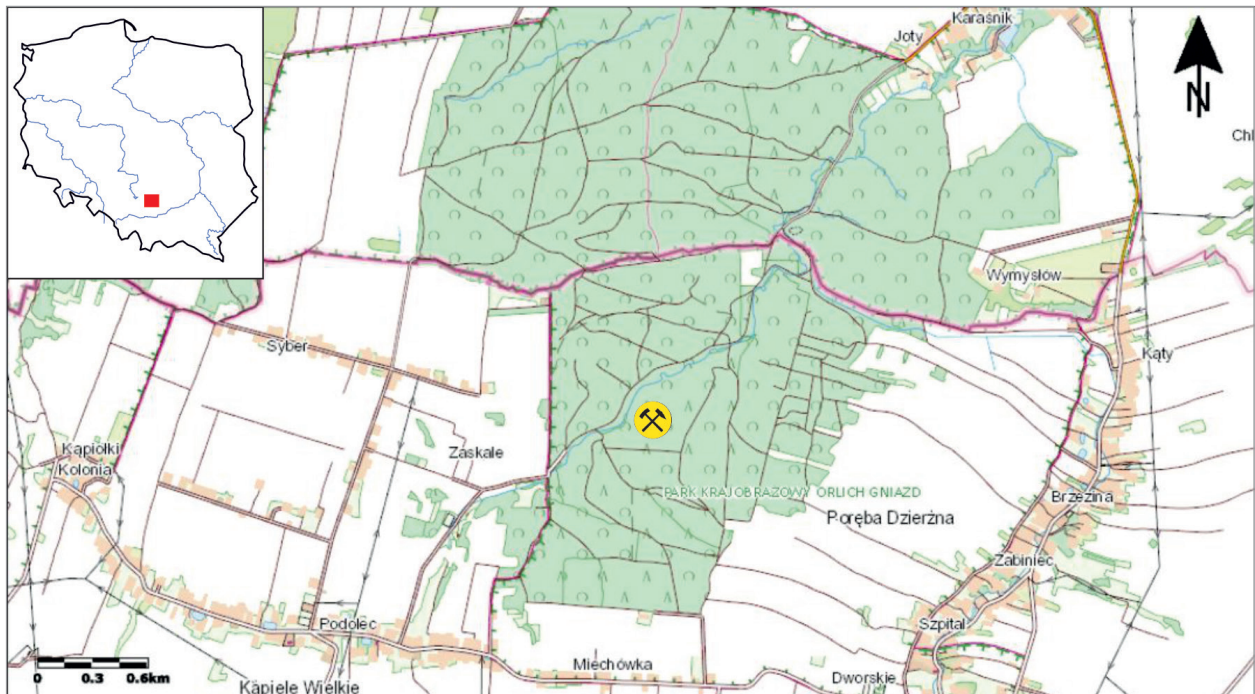 Karaśnik
Joty
N
Chl
Wymysłów
Syber
Kąty
Kąpiołki
Kolonia
Zaskale
PARK KRAJOBRAZOWY ORLICH GNIAZD
Brzezina
Poręba Dzierżna
Żabiniec
Podolec
Szpital
Miechówka
Dworskie
0 0.3 0.6km
Kąpiele Wielkie